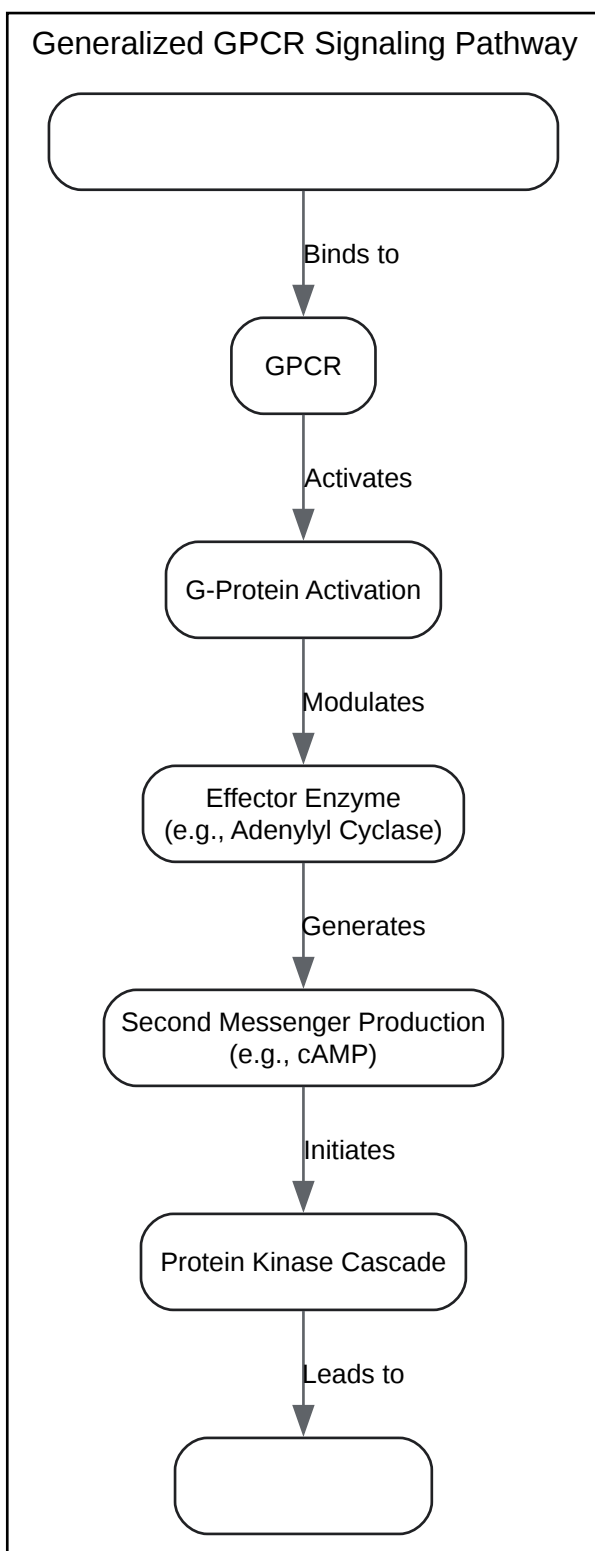 Generalized GPCR Signaling Pathway
Binds to
GPCR
Activates
G-Protein Activation
Modulates
Effector Enzyme
(e.g., Adenylyl Cyclase)
Generates
Second Messenger Production
(e.g., cAMP)
Initiates
Protein Kinase Cascade
Leads to